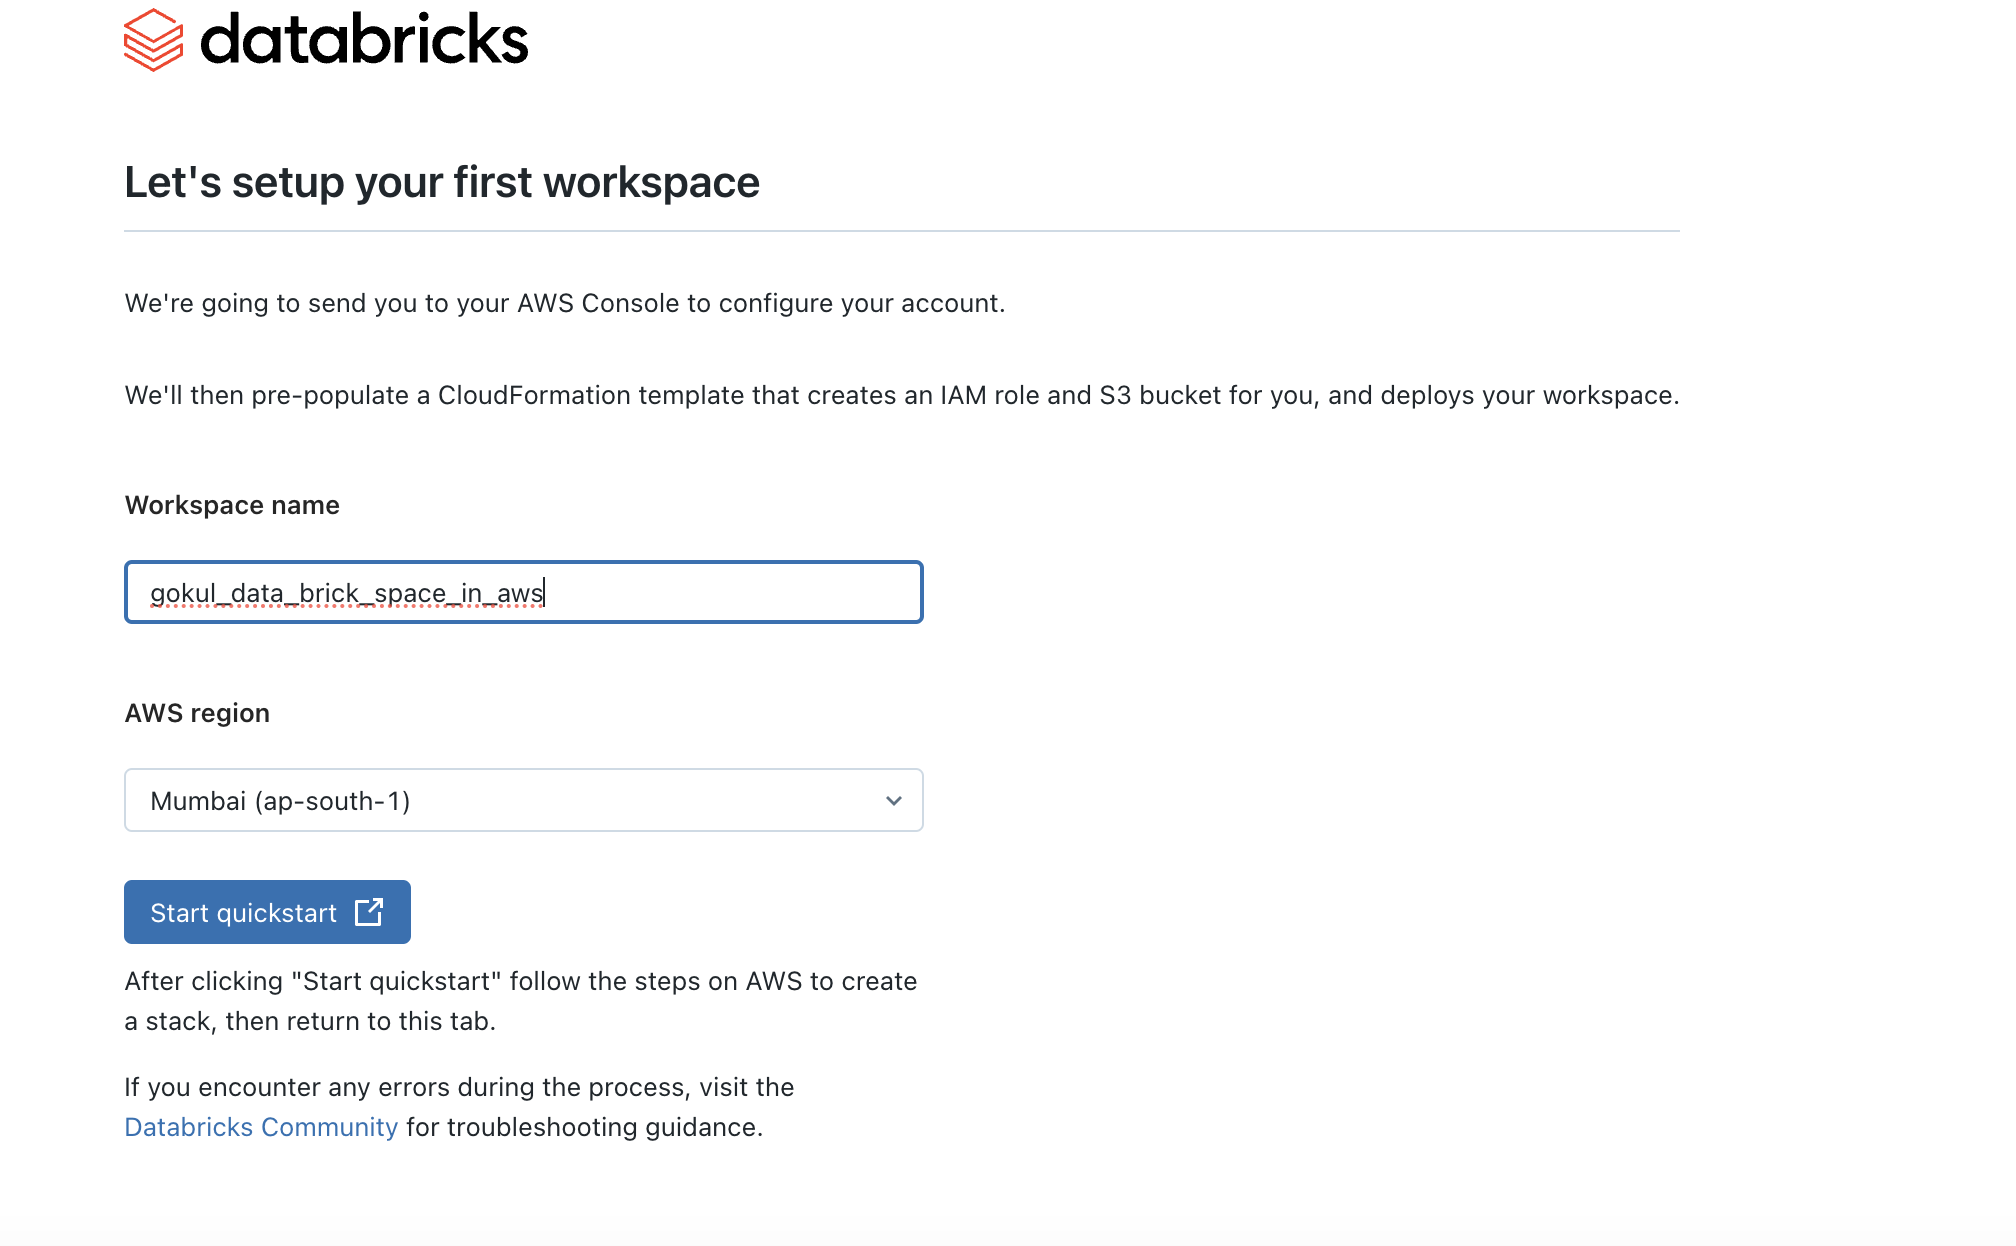 databricks
Let's setup your first workspace
We're going to send you to your AWS Console to configure your account.
We'll then pre-populate a CloudFormation template that creates an IAM role and S3 bucket for you, and deploys your workspace.
Workspace name
gokul_data_brick_space_in_aws
AWS region
Mumbai (ap-south-1)
Start quickstart
After clicking "Start quickstart" follow the steps on AWS to create
a stack, then return to this tab.
If you encounter any errors during the process, visit the
Databricks Community for troubleshooting guidance.